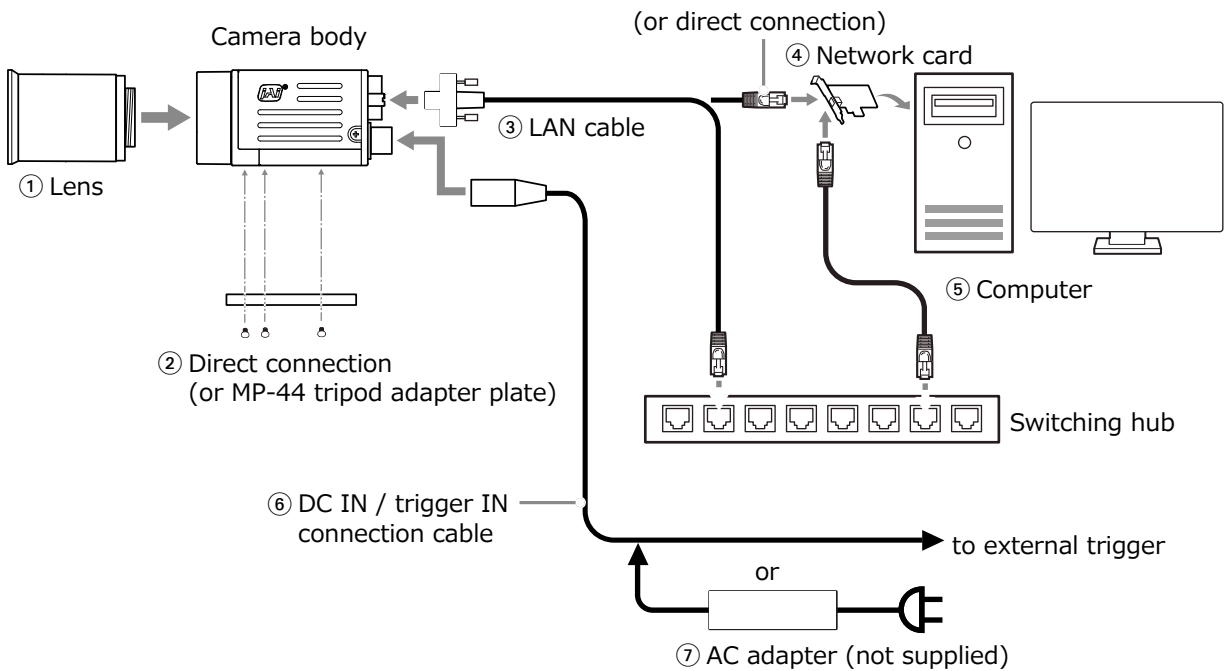 (or direct connection)
Camera body
④ Network card
JAi
③ LAN cable
① Lens
⑤ Computer
② Direct connection
(or MP-44 tripod adapter plate)
Switching hub
⑥ DC IN / trigger IN
connection cable
to external trigger
or
⑦ AC adapter (not supplied)